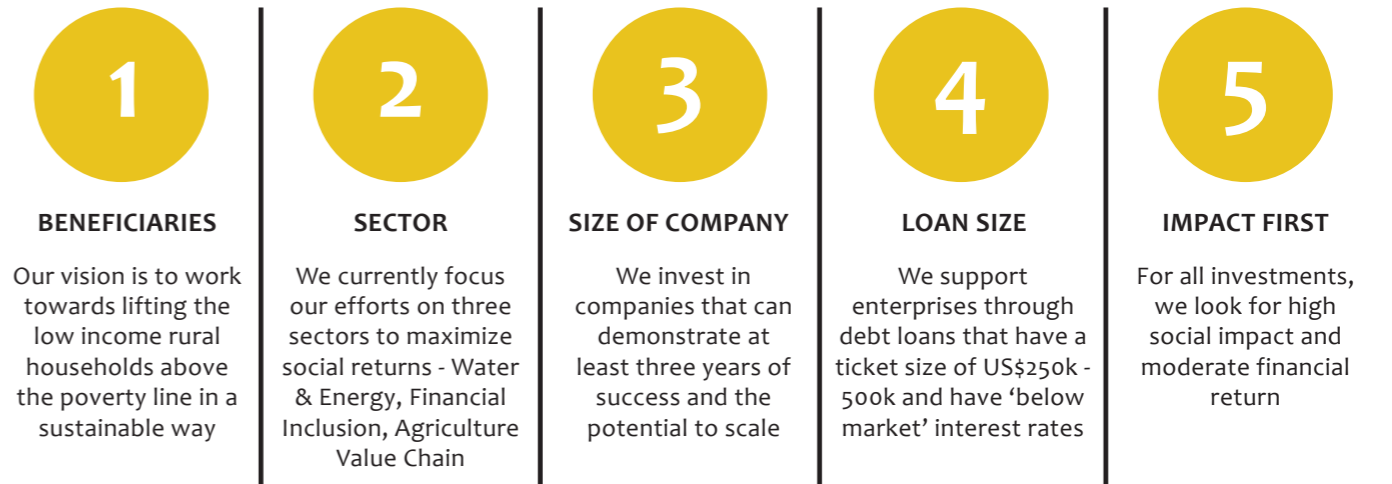 1
BENEFICIARIES
Our vision is to work
towards lifting the
low income rural
households above
the poverty line in a
sustainable way
2
SECTOR
We currently focus
our efforts on three
sectors to maximize
social returns - Water
& Energy, Financial
Inclusion, Agriculture
Value Chain
3
SIZE OF COMPANY
We invest in
companies that can
demonstrate at
least three years of
success and the
potential to scale
4
LOAN SIZE
We support
enterprises through
debt loans that have a
ticket size of US$250k -
500k and have ‘below
market’ interest rates
5
IMPACT FIRST
For all investments,
we look for high
social impact and
moderate financial
return